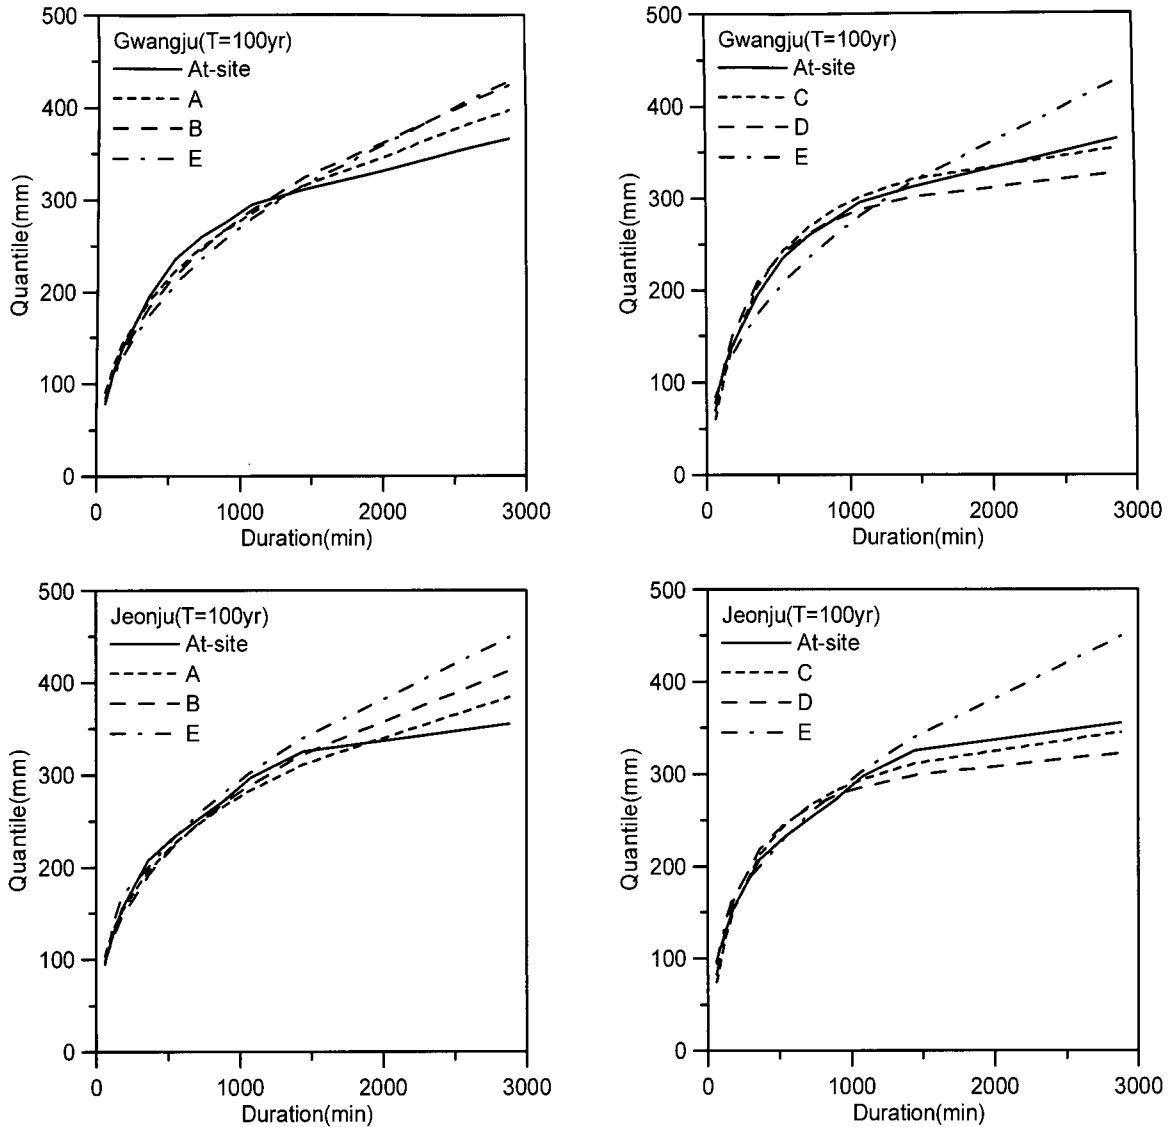 500
400
300
200
100
0
Quantile(mm)
Gwangju(T=100yr)
At-site
A
B
E
0 1000 2000 3000
Duration(min)
500
400
300
200
100
0
Quantile(mm)
Gwangju(T=100yr)
At-site
C
D
E
0 1000 2000 3000
Duration(min)
500
400
300
200
100
0
Quantile(mm)
Jeonju(T=100yr)
At-site
A
B
E
0 1000 2000 3000
Duration(min)
500
400
300
200
100
0
Quantile(mm)
Jeonju(T=100yr)
At-site
C
D
E
0 1000 2000 3000
Duration(min)